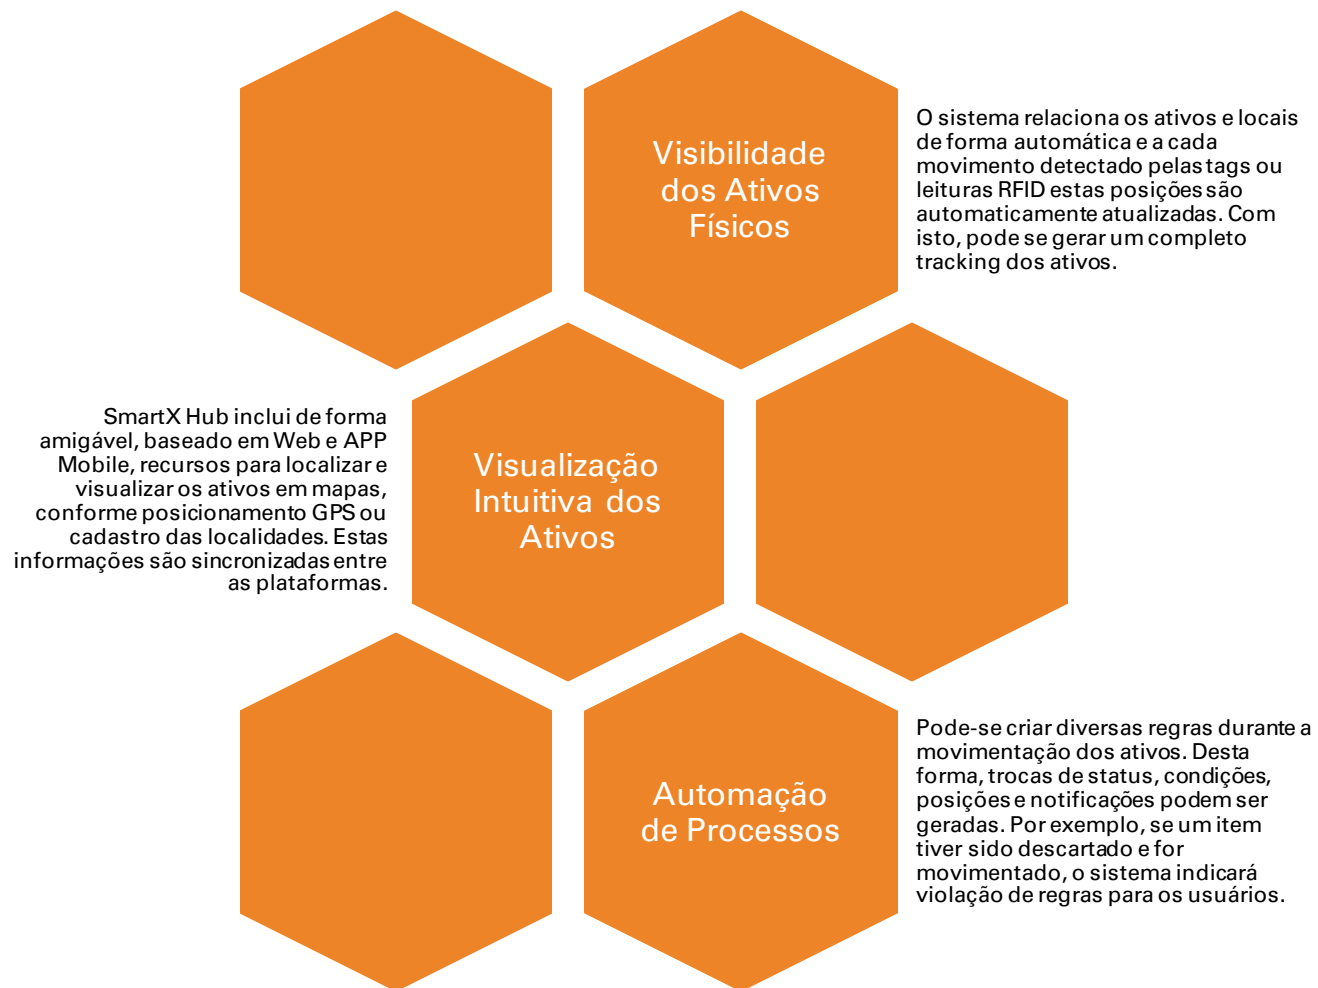 Visibilidade
dos Ativos
Físicos
O sistema relaciona os ativos e locais
de forma automática e a cada
movimento detectado pelas tags ou
leituras RFID estas posições são
automaticamente atualizadas. Com
isto, pode se gerar um completo
tracking dos ativos.
SmartX Hub inclui de forma
amigável, baseado em Web e APP
Mobile, recursos para localizar e
visualizar os ativos em mapas,
conforme posicionamento GPS ou
cadastro das localidades. Estas
informações são sincronizadas entre
as plataformas.
Visualização
Intuitiva dos
Ativos
Automação
de Processos
Pode-se criar diversas regras durante a
movimentação dos ativos. Desta
forma, trocas de status, condições,
posições e notificações podem ser
geradas. Por exemplo, se um item
tiver sido descartado e for
movimentado, o sistema indicará
violação de regras para os usuários.